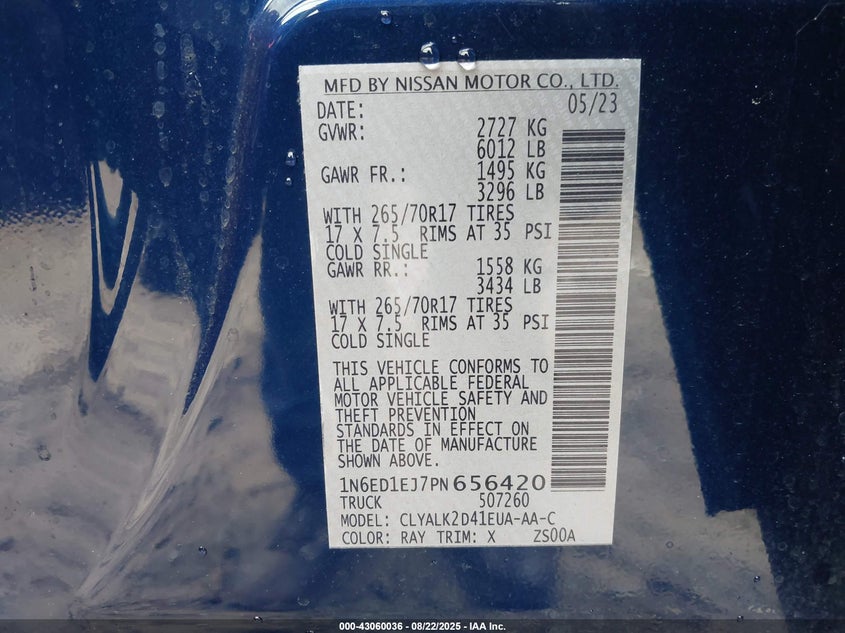 MFD BY NISSAN MOTOR CO., LTD.
DATE: 05/23
GVWR: 2727 KG
6012 LB
GAWR FR.: 1495 KG
3296 LB
WITH 265/70R17 TIRES
17 X 7.5 RIMS AT 35 PSI
COLD SINGLE
GAWR RR.: 1558 KG
3434 LB
WITH 265/70R17 TIRES
17 X 7.5 RIMS AT 35 PSI
COLD SINGLE
THIS VEHICLE CONFORMS TO
ALL APPLICABLE FEDERAL
MOTOR VEHICLE SAFETY AND
THEFT PREVENTION
STANDARDS IN EFFECT ON
THE DATE OF MANUFACTURE
SHOWN ABOVE.
1N6ED1EJ7PN656420
TRUCK 507260
MODEL: CLYALK2D41EUA-AA-C
COLOR: RAY TRIM: X ZS00A
000-43060036 - 08/22/2025 - IAA Inc.